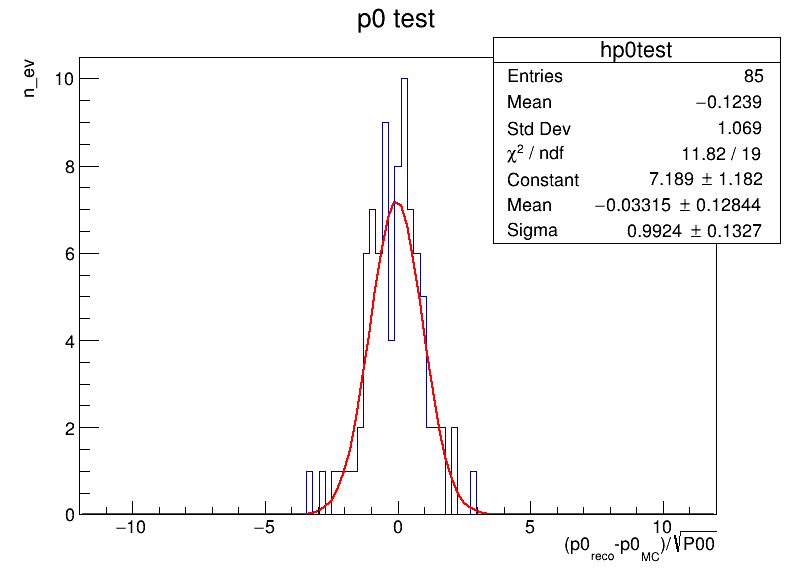 p0 test
n_ev
hp0test
Entries 85
Mean −0.1239
Std Dev 1.069
χ² / ndf 11.82 / 19
Constant 7.189 ± 1.182
Mean −0.03315 ± 0.12844
Sigma 0.9924 ± 0.1327
10
8
6
4
2
0
−10 −5 0 5 10
(p0reco-p0MC)/√P00